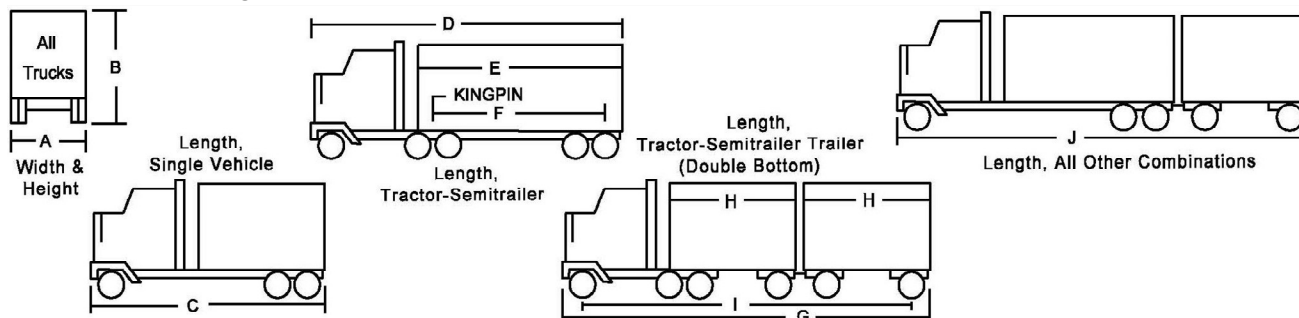 All
Trucks
B
A
Width &
Height
Length,
Single Vehicle
C
D
E
KINGPIN
F
Length,
Tractor-Semitrailer
Length,
Tractor-Semitrailer Trailer
(Double Bottom)
H
H
I
G
J
Length, All Other Combinations